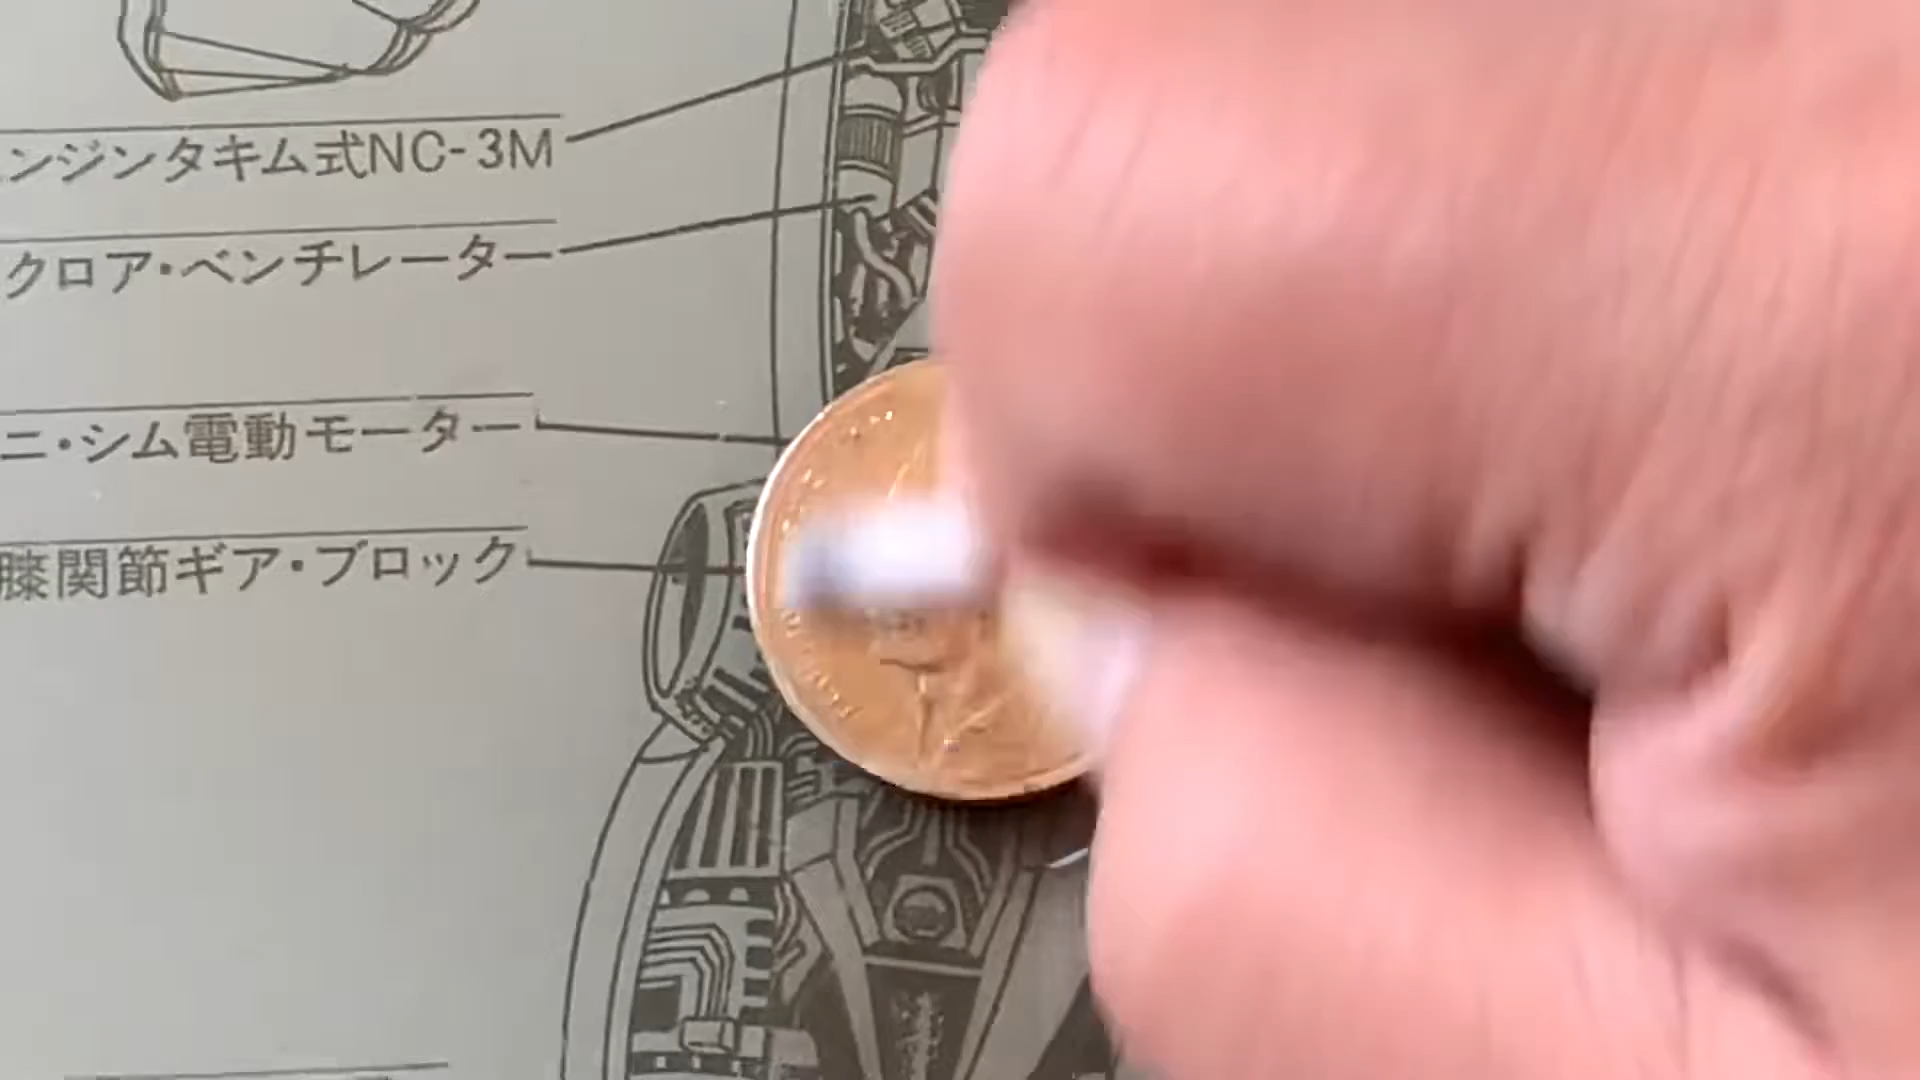 ンジンタキム式NC-3M
クロア・ベンチレーター
ニ・シム電動モーター
膝関節ギア・ブロック